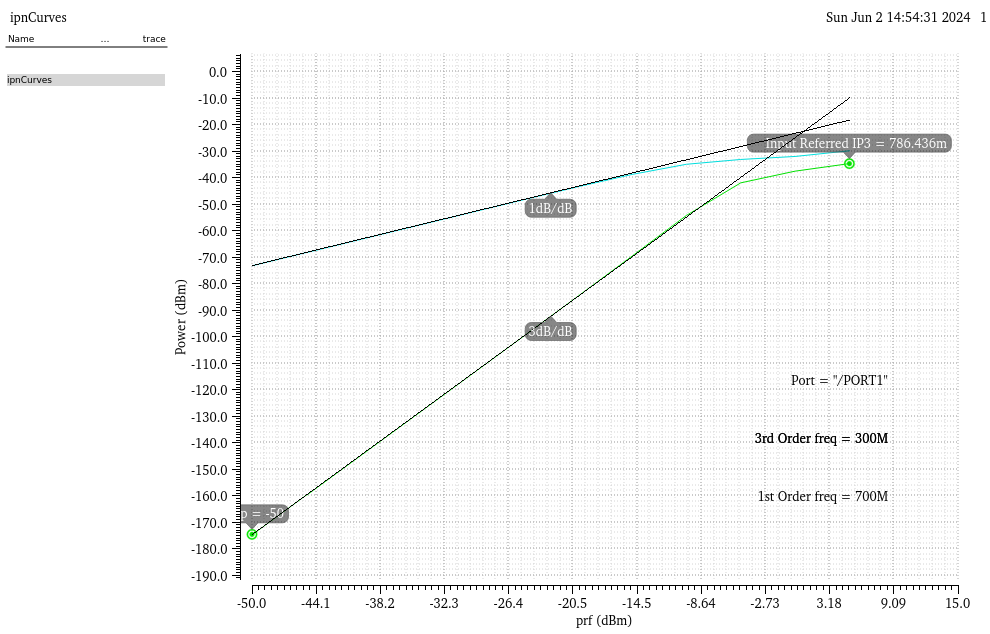 ipnCurves
Sun Jun 2 14:54:31 2024 1
Name ... trace
ipnCurves
0.0
-10.0
-20.0
-30.0
-40.0
-50.0
-60.0
-70.0
-80.0
-90.0
-100.0
-110.0
-120.0
-130.0
-140.0
-150.0
-160.0
-170.0
-180.0
-190.0
Power (dBm)
Input Referred IP3 = 786.436m
1dB/dB
3dB/dB
Port = "/PORT1"
3rd Order freq = 300M
1st Order freq = 700M
= -50
-50.0 -44.1 -38.2 -32.3 -26.4 -20.5 -14.5 -8.64 -2.73 3.18 9.09 15.0
prf (dBm)